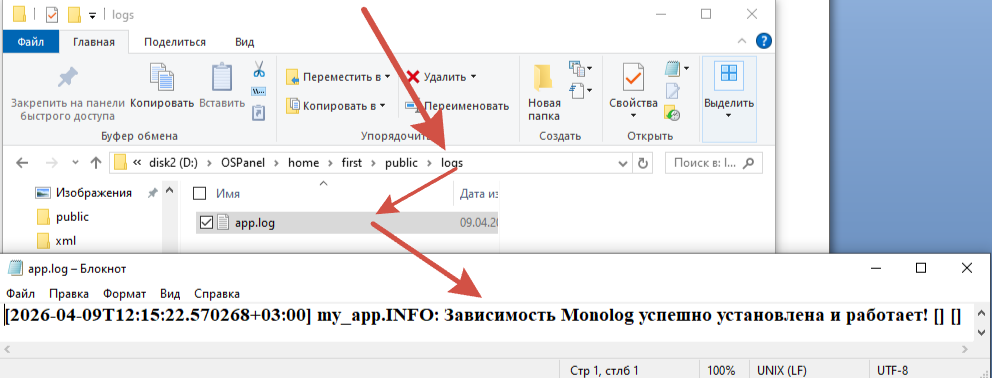 logs
Файл
Главная
Поделиться
Вид
Закрепить на панели
быстрого доступа
Копировать
Вставить
Буфер обмена
Переместить в
Копировать в
Удалить
Переименовать
Упорядочить
Новая
папка
Создать
Свойства
Открыть
Выделить
« disk2 (D:) > OSPanel > home > first > public > logs
Поиск в: l...
Изображения
public
xml
Имя
Дата из
app.log
09.04.20
app.log – Блокнот
Файл Правка Формат Вид Справка
[2026-04-09T12:15:22.570268+03:00] my_app.INFO: Зависимость Monolog успешно установлена и работает! [] []
Стр 1, стлб 1
100%
UNIX (LF)
UTF-8